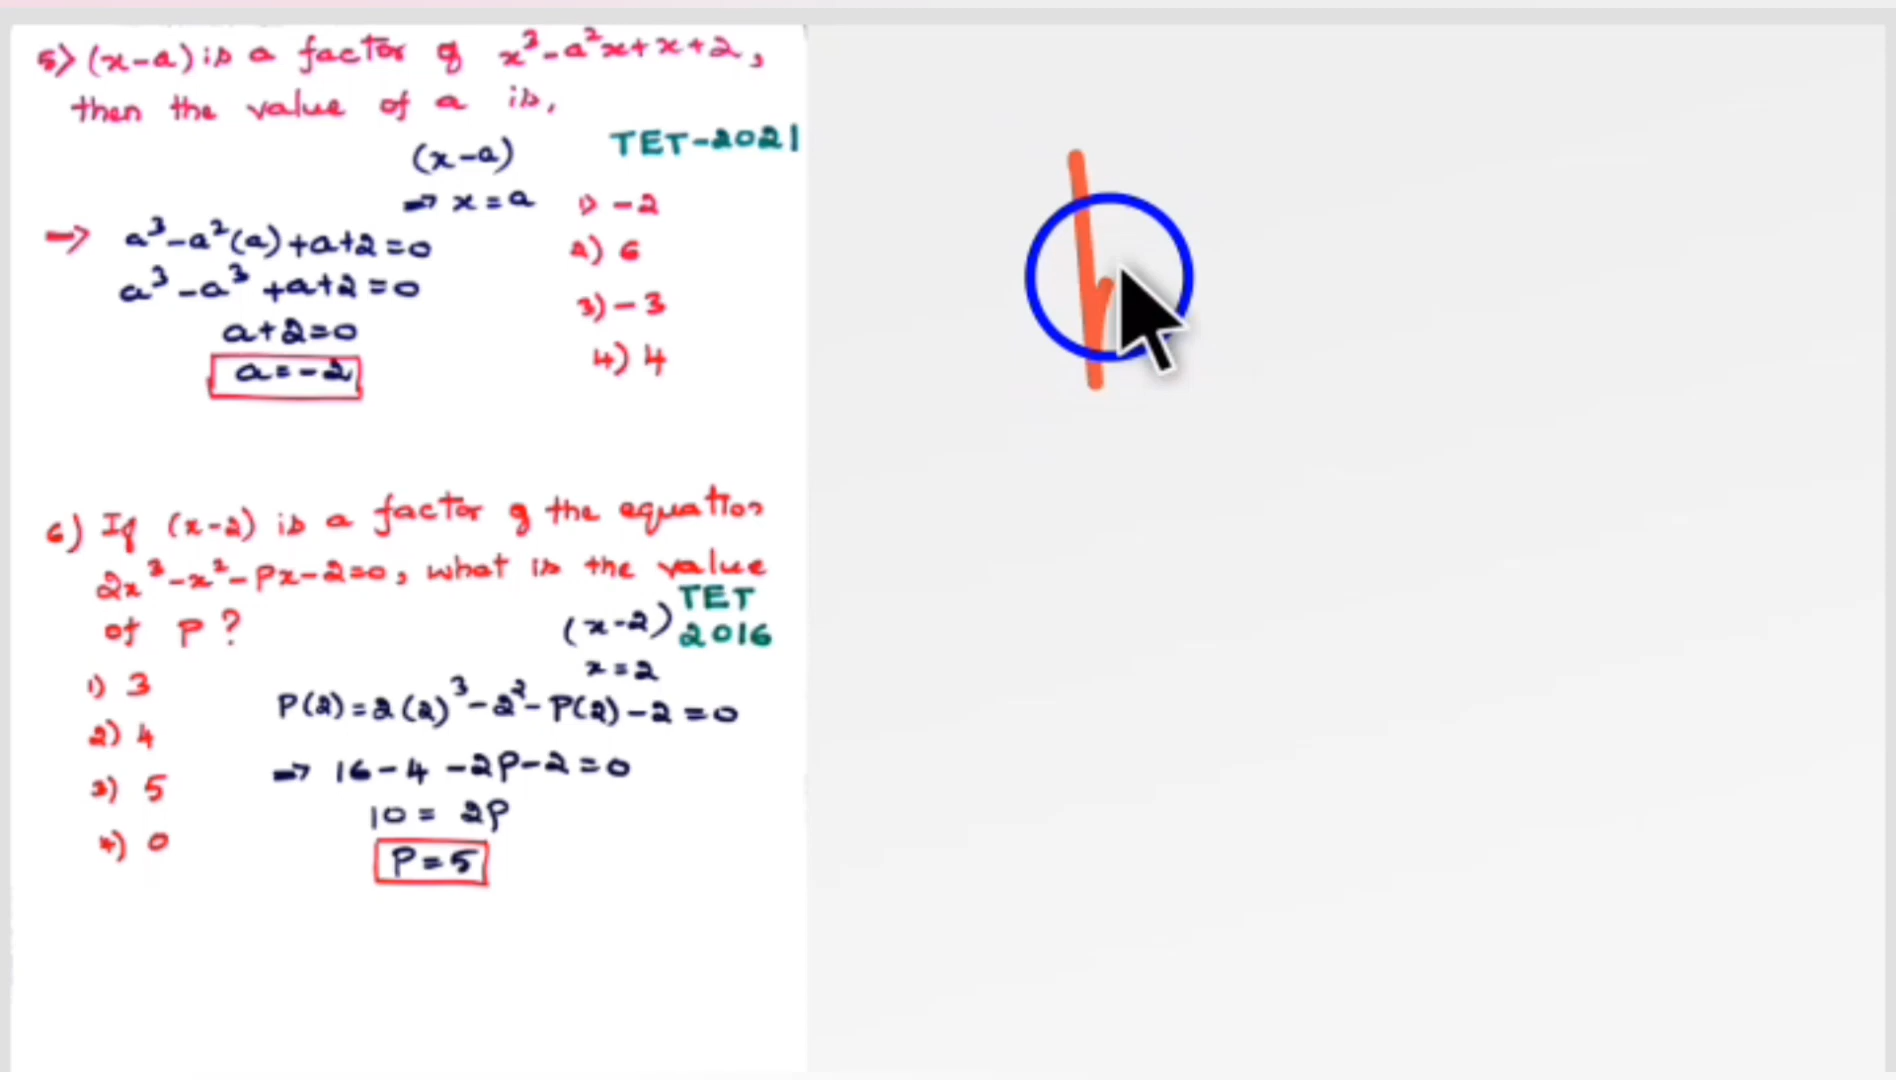 5) (x-a) is a factor of x³-a²x+x+2,
then the value of a is,
TET-2021
(x-a)
→ x=a
1) -2
→ a³-a²(a)+a+2=0
2) 6
a³-a³+a+2=0
3) -3
a+2=0
4) 4
a=-2
6) If (x-2) is a factor of the equation
2x³-x²-Px-2=0, what is the value
of P?
TET
2016
(x-2)
x=2
1) 3
P(2)=2(2)³-2²-P(2)-2=0
2) 4
→ 16-4-2P-2=0
3) 5
10=2P
4) 0
P=5